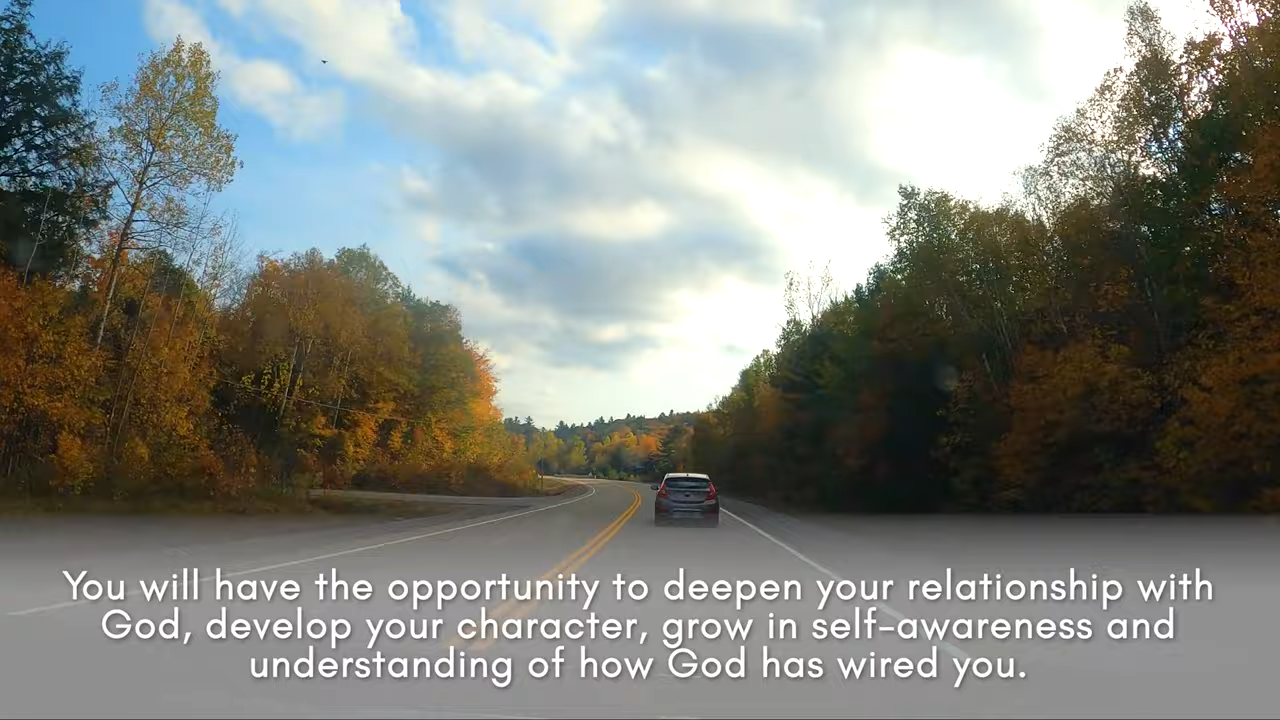 You will have the opportunity to deepen your relationship with
God, develop your character, grow in self-awareness and
understanding of how God has wired you.